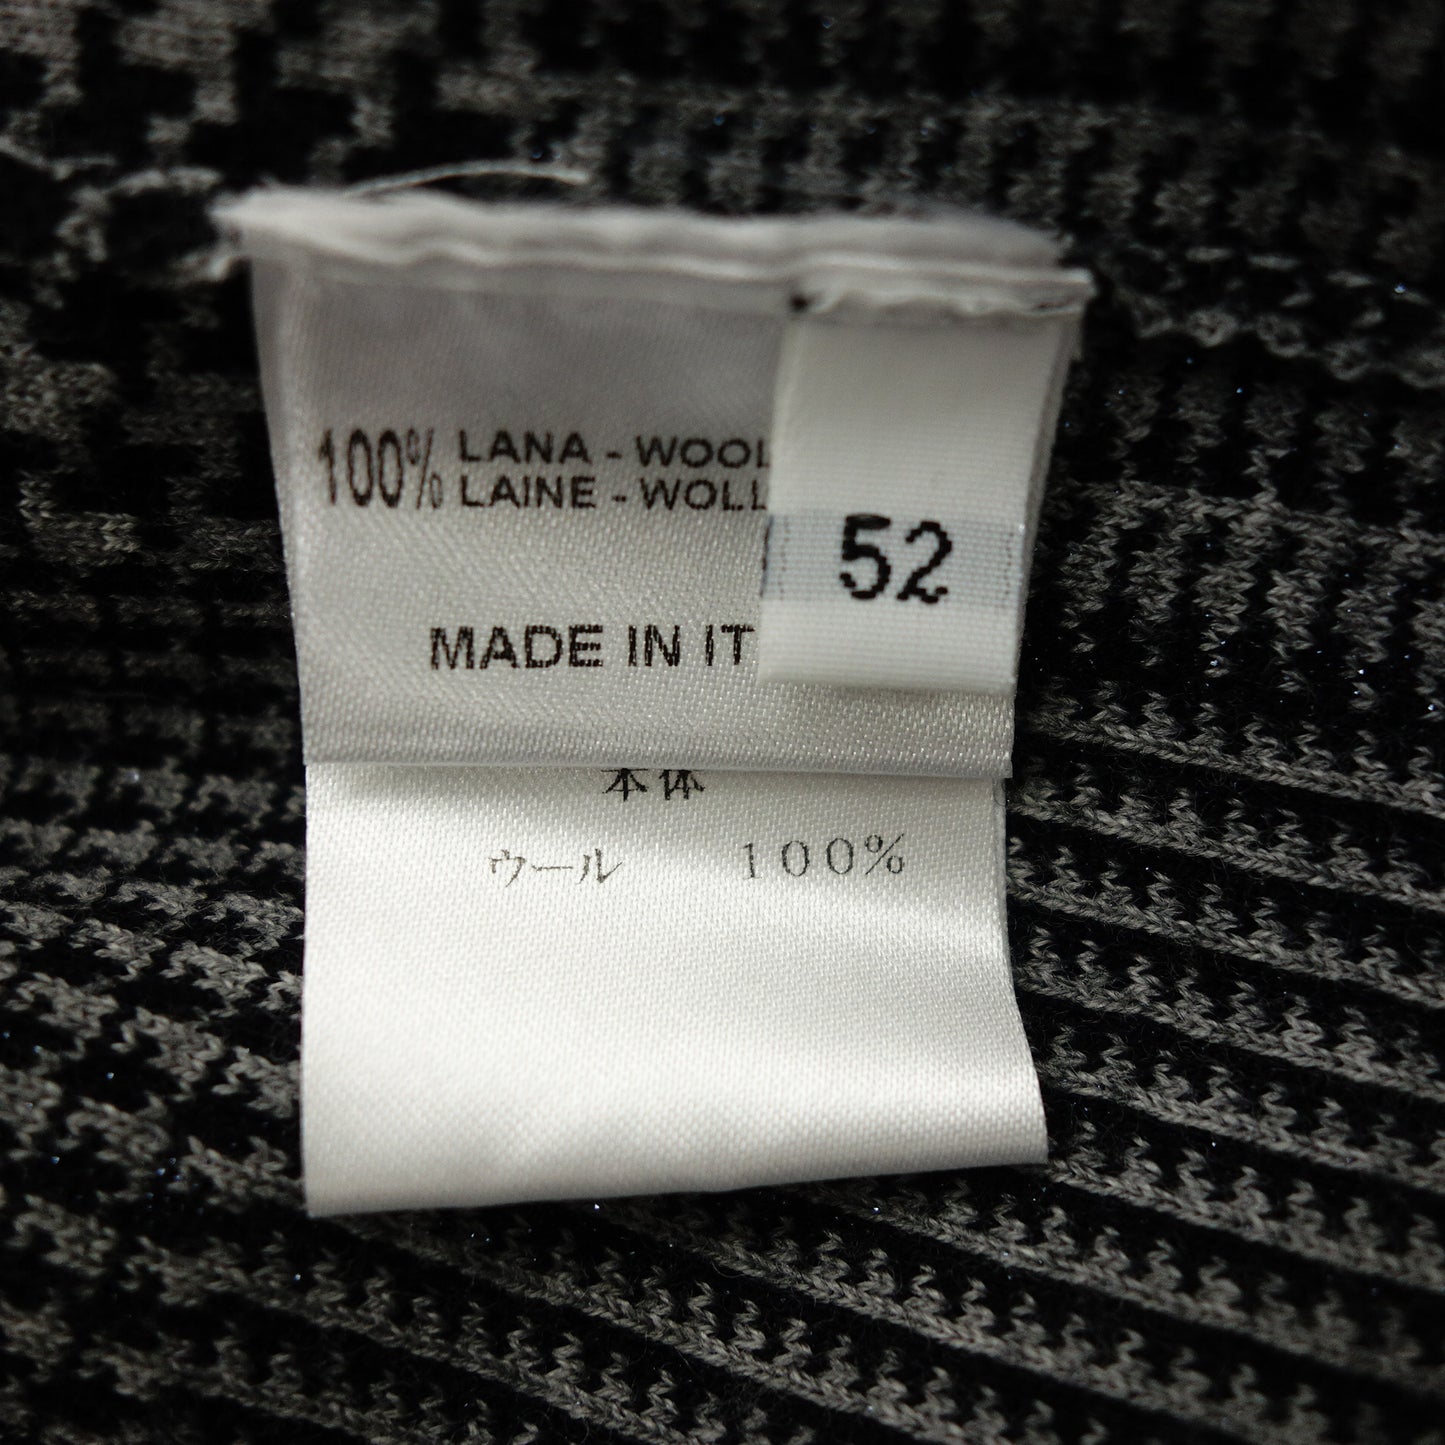 100% LANA - WOOL
LAINE - WOLL
52
MADE IN IT
本体
ウール 100%